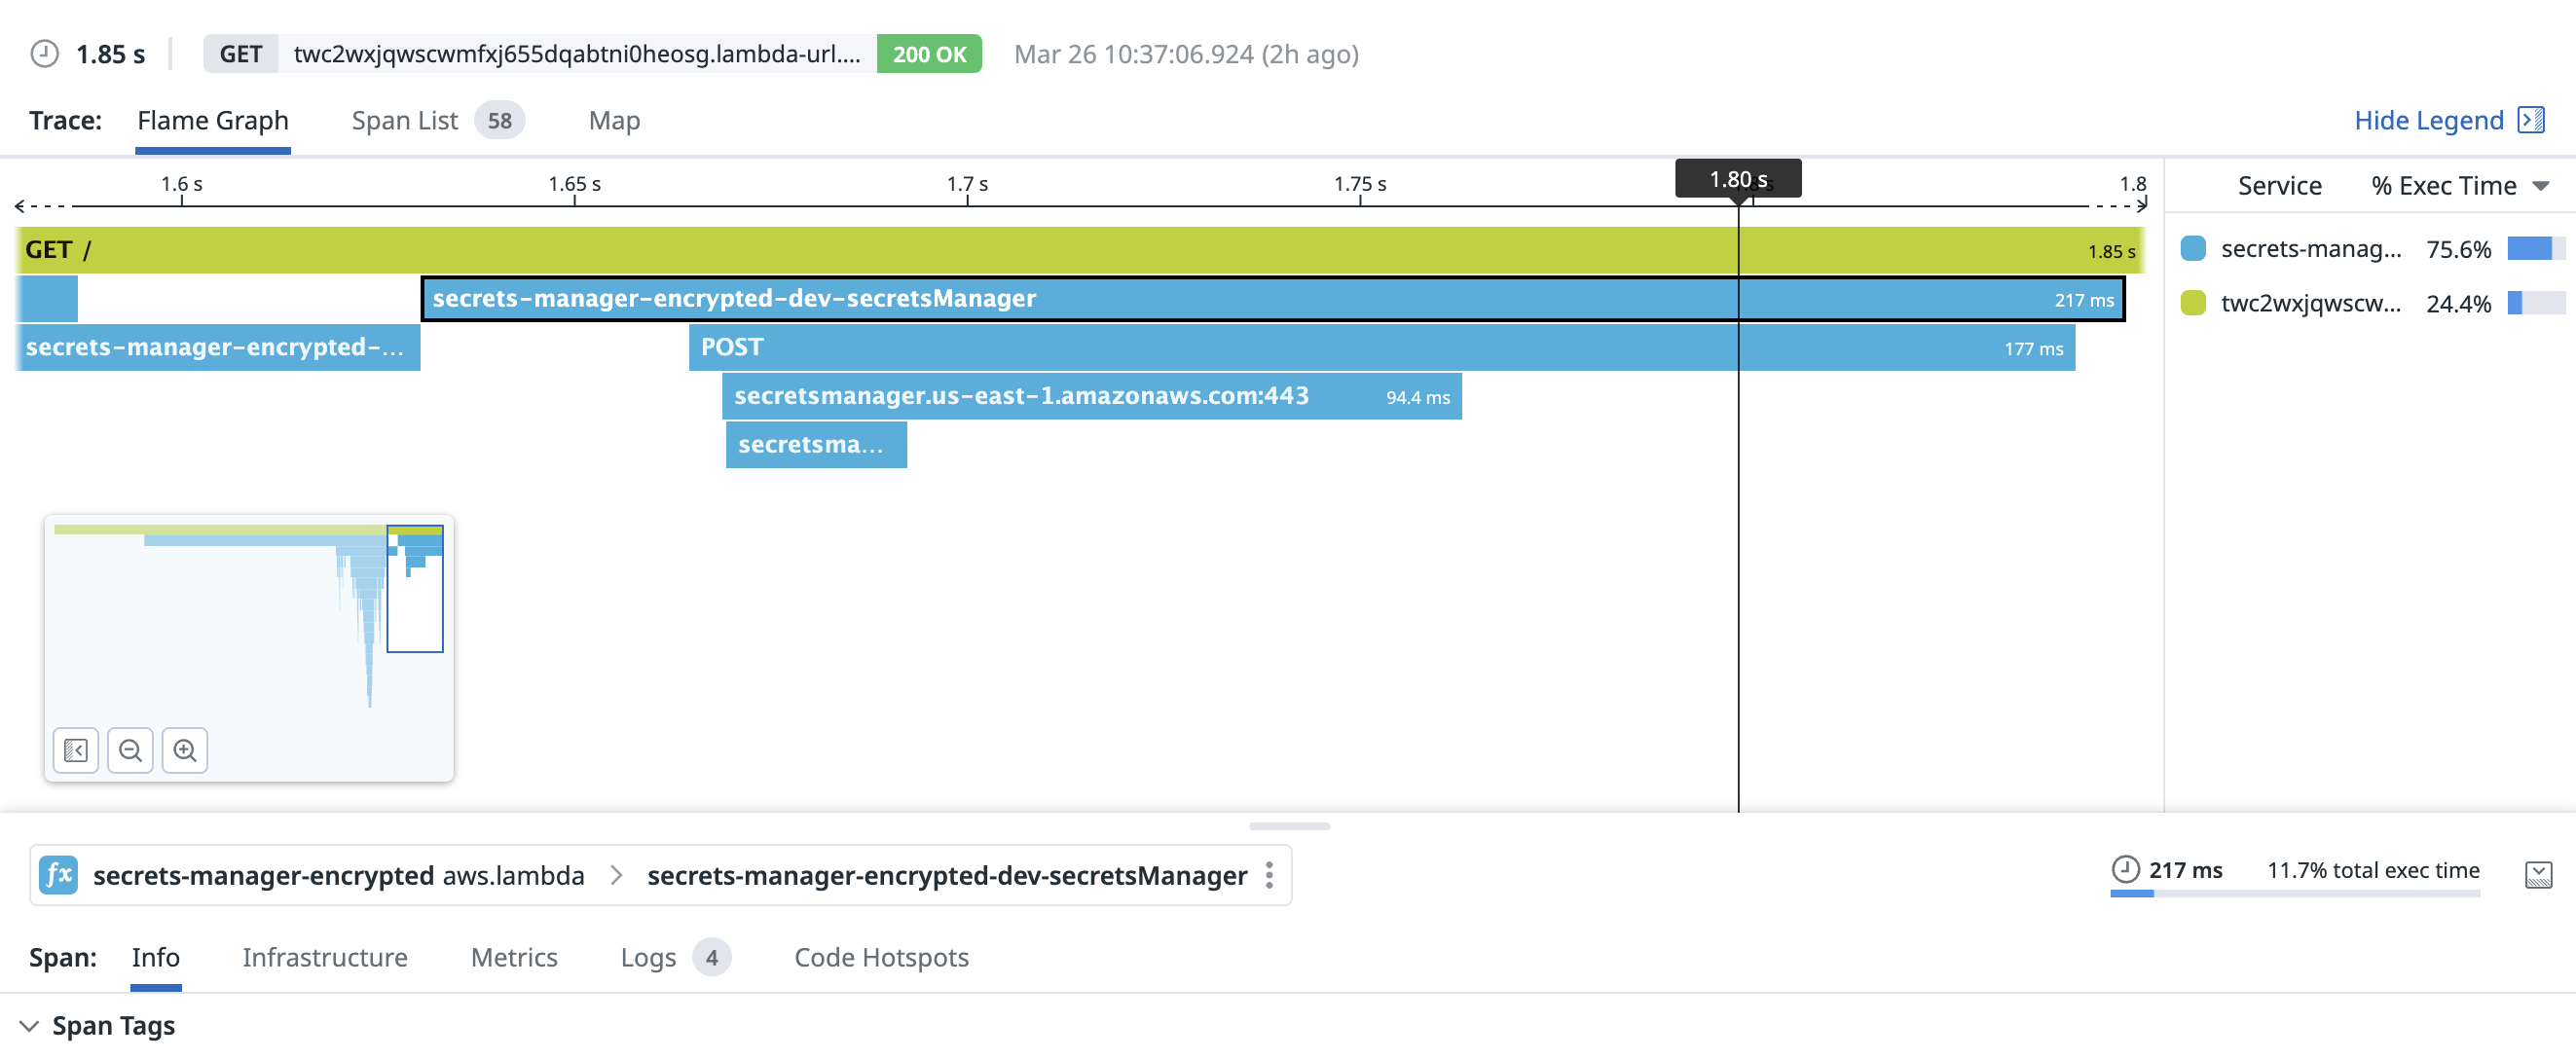 1.85 s GET twc2wxjqwscwmfxj655dqabtni0heosg.lambda-url.... 200 OK Mar 26 10:37:06.924 (2h ago)
Trace: Flame Graph Span List 58 Map Hide Legend
1.6 s 1.65 s 1.7 s 1.75 s 1.80 s 1.8
Service % Exec Time
GET / 1.85 s
secrets-manag... 75.6%
secrets-manager-encrypted-dev-secretsManager 217 ms
twc2wxjqwscw... 24.4%
secrets-manager-encrypted-... POST 177 ms
secretsmanager.us-east-1.amazonaws.com:443 94.4 ms
secretsma...
fx secrets-manager-encrypted aws.lambda > secrets-manager-encrypted-dev-secretsManager 217 ms 11.7% total exec time
Span: Info Infrastructure Metrics Logs 4 Code Hotspots
Span Tags